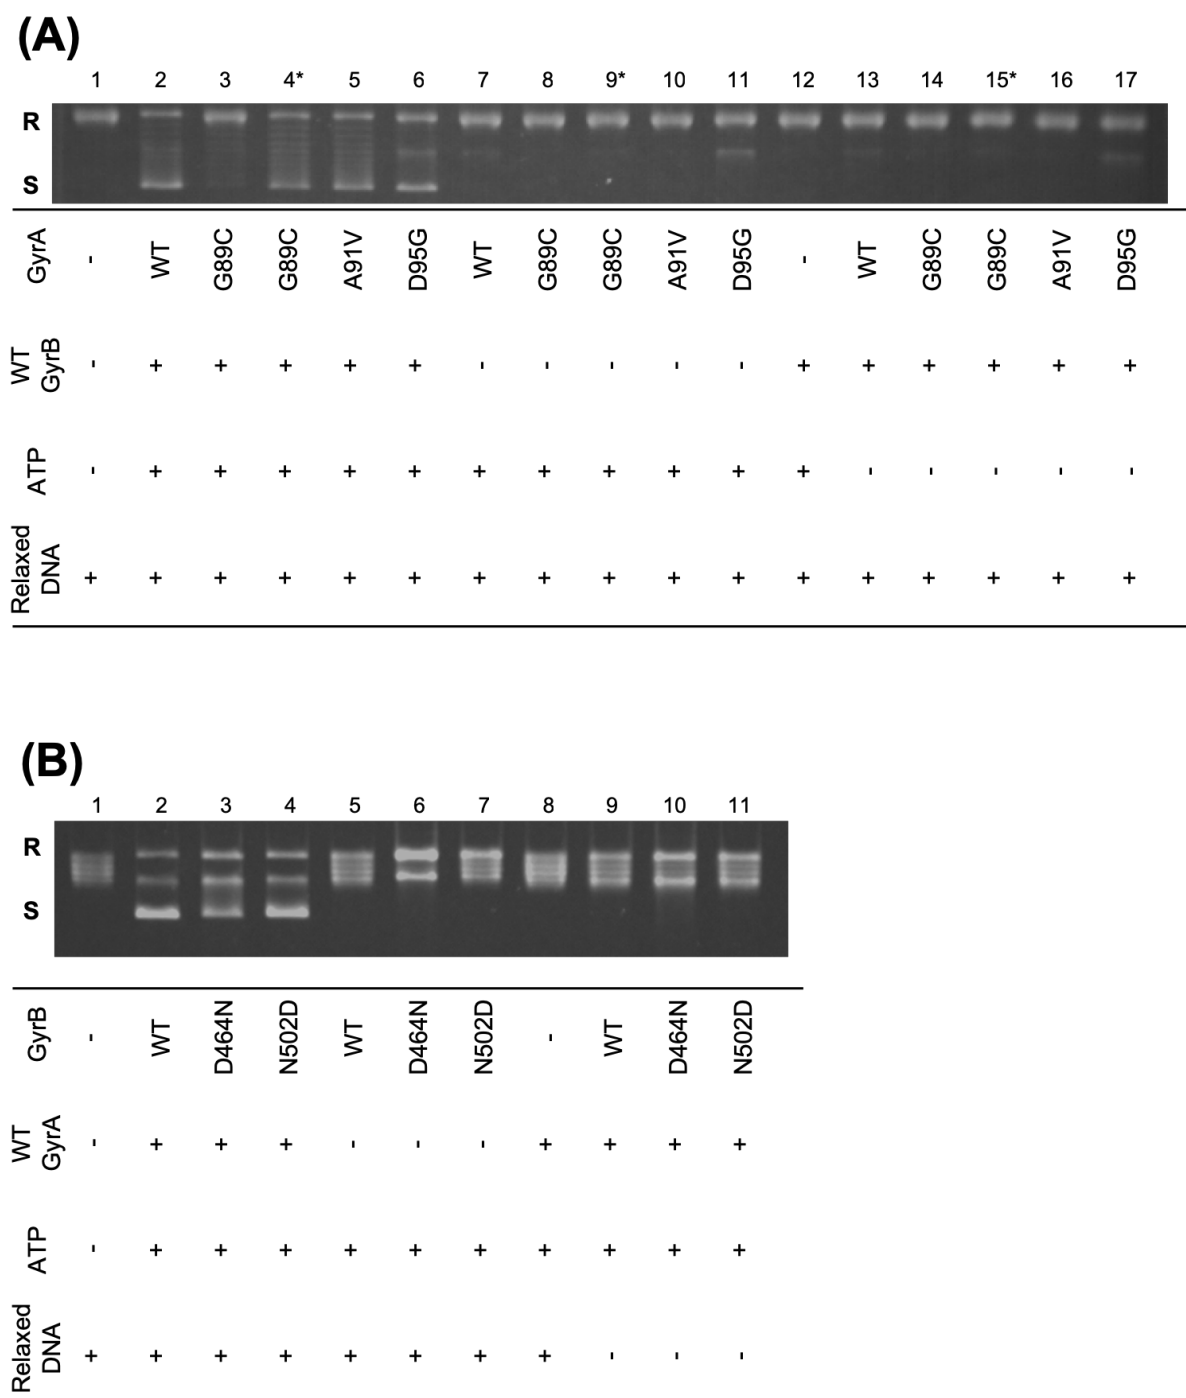 (A)
1 2 3 4* 5 6 7 8 9* 10 11 12 13 14 15* 16 17
R
S
GyrA - WT G89C G89C A91V D95G WT G89C G89C A91V D95G - WT G89C G89C A91V D95G
WT
GyrB - + + + + + - - - - - + + + + + +
ATP - + + + + + + + + + + + - - - - -
Relaxed
DNA + + + + + + + + + + + + + + + + +
(B)
1 2 3 4 5 6 7 8 9 10 11
R
S
GyrB - WT D464N N502D WT D464N N502D - WT D464N N502D
WT
GyrA - + + + - - - + + + +
ATP - + + + + + + + + + +
Relaxed
DNA + + + + + + + + - - -